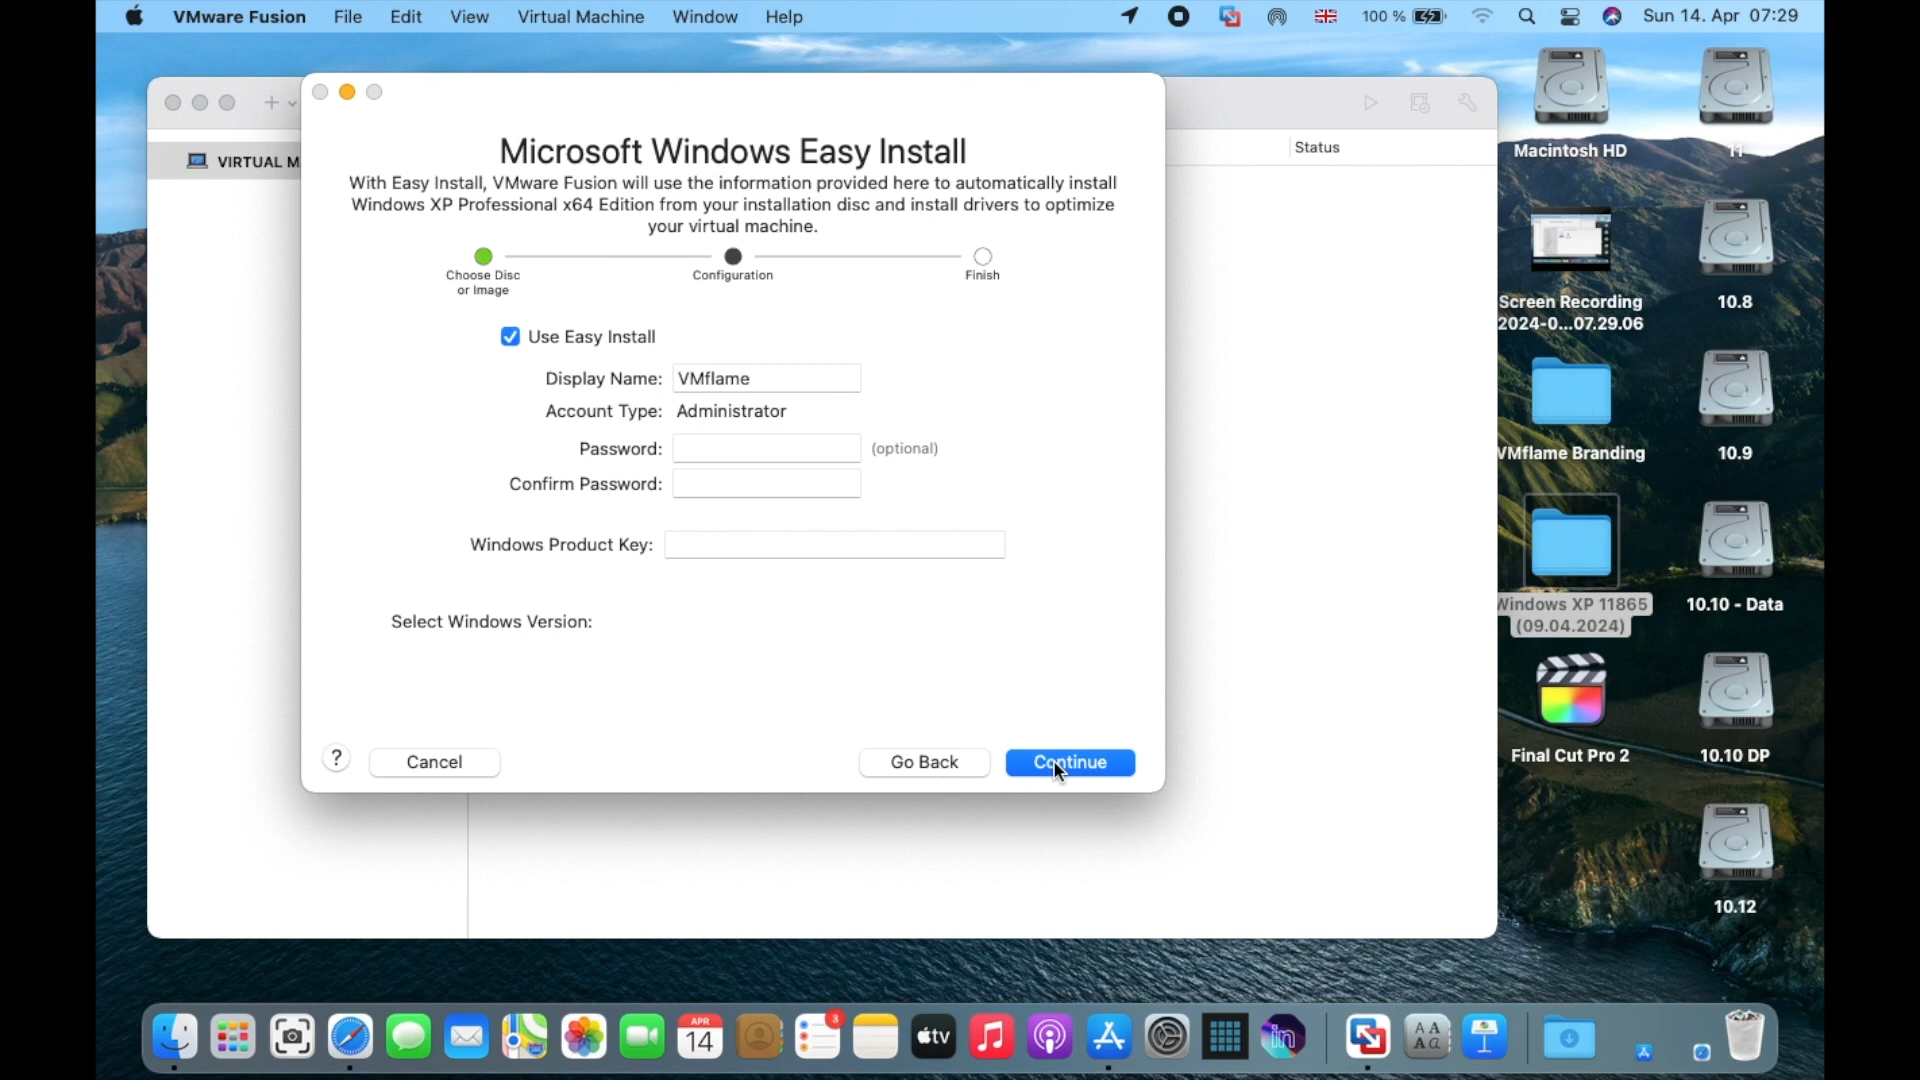 VMware Fusion File Edit View Virtual Machine Window Help 100 % Sun 14. Apr 07:29
VIRTUAL M
Status
Microsoft Windows Easy Install
With Easy Install, VMware Fusion will use the information provided here to automatically install
Windows XP Professional x64 Edition from your installation disc and install drivers to optimize
your virtual machine.
Choose Disc
or Image
Configuration
Finish
Use Easy Install
Display Name: VMflame
Account Type: Administrator
Password: (optional)
Confirm Password:
Windows Product Key:
Select Windows Version:
? Cancel Go Back Continue
Macintosh HD
11
Screen Recording
2024-0...07.29.06
10.8
VMflame Branding
10.9
Windows XP 11865
(09.04.2024)
10.10 - Data
Final Cut Pro 2
10.10 DP
10.12
APR
14
3
tv
in
AA
Aa